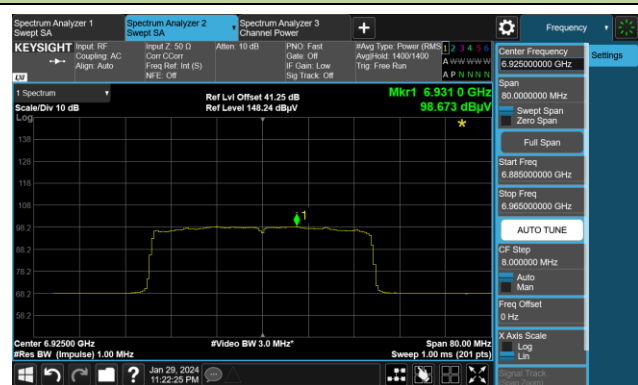 Spectrum Analyzer 1
Swept SA
Spectrum Analyzer 2
Swept SA
Spectrum Analyzer 3
Channel Power
Frequency
KEYSIGHT
Input: RF
Coupling: AC
Align: Auto
Input Z: 50 Ω
Corr CCorr
Freq Ref: Int (S)
NFE: Off
Atten: 10 dB
PNO: Fast
Gate: Off
IF Gain: Low
Sig Track: Off
#Avg Type: Power (RMS)
Avg|Hold: 1400/1400
Trig: Free Run
1 2 3 4 5 6
A W W W W W
A P N N N N
LXI
1 Spectrum
Scale/Div 10 dB
Log
Ref Lvl Offset 41.25 dB
Ref Level 148.24 dBµV
Mkr1 6.931 0 GHz
98.673 dBµV
138
128
118
108
98.2
88.2
78.2
68.2
58.2
1
Center 6.92500 GHz
#Res BW (Impulse) 1.00 MHz
#Video BW 3.0 MHz*
Span 80.00 MHz
Sweep 1.00 ms (201 pts)
Jan 29, 2024
11:22:25 PM
Center Frequency
6.925000000 GHz
Settings
Span
80.0000000 MHz
Swept Span
Zero Span
Full Span
Start Freq
6.885000000 GHz
Stop Freq
6.965000000 GHz
AUTO TUNE
CF Step
8.000000 MHz
Auto
Man
Freq Offset
0 Hz
X Axis Scale
Log
Lin
Signal Track